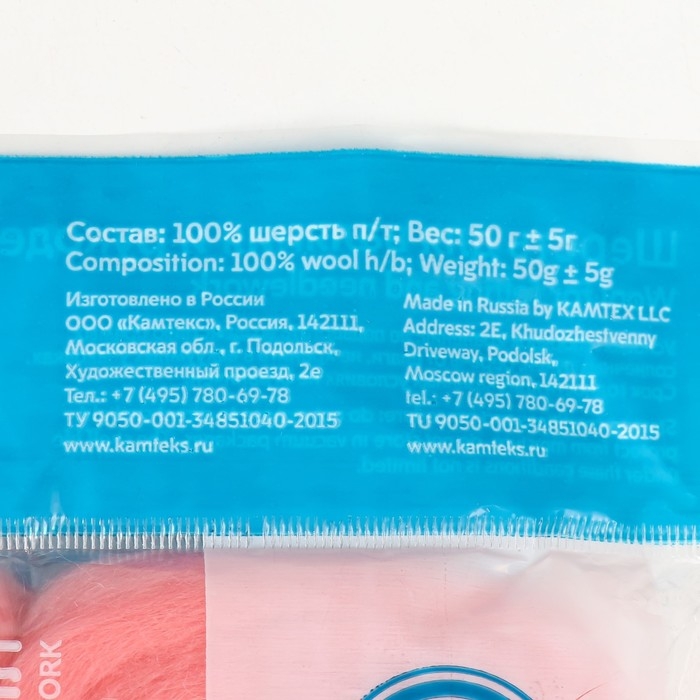 Состав: 100% шерсть п/т; Вес: 50 г ± 5г
Composition: 100% wool h/b; Weight: 50g ± 5g
Изготовлено в России
ООО «Камтекс», Россия, 142111,
Московская обл., г. Подольск,
Художественный проезд, 2е
Тел.: +7 (495) 780-69-78
ТУ 9050-001-34851040-2015
www.kamteks.ru
Made in Russia by KAMTEX LLC
Address: 2E, Khudozhestvenny
Driveway, Podolsk,
Moscow region, 142111
tel.: +7 (495) 780-69-78
TU 9050-001-34851040-2015
www.kamteks.ru
ORK